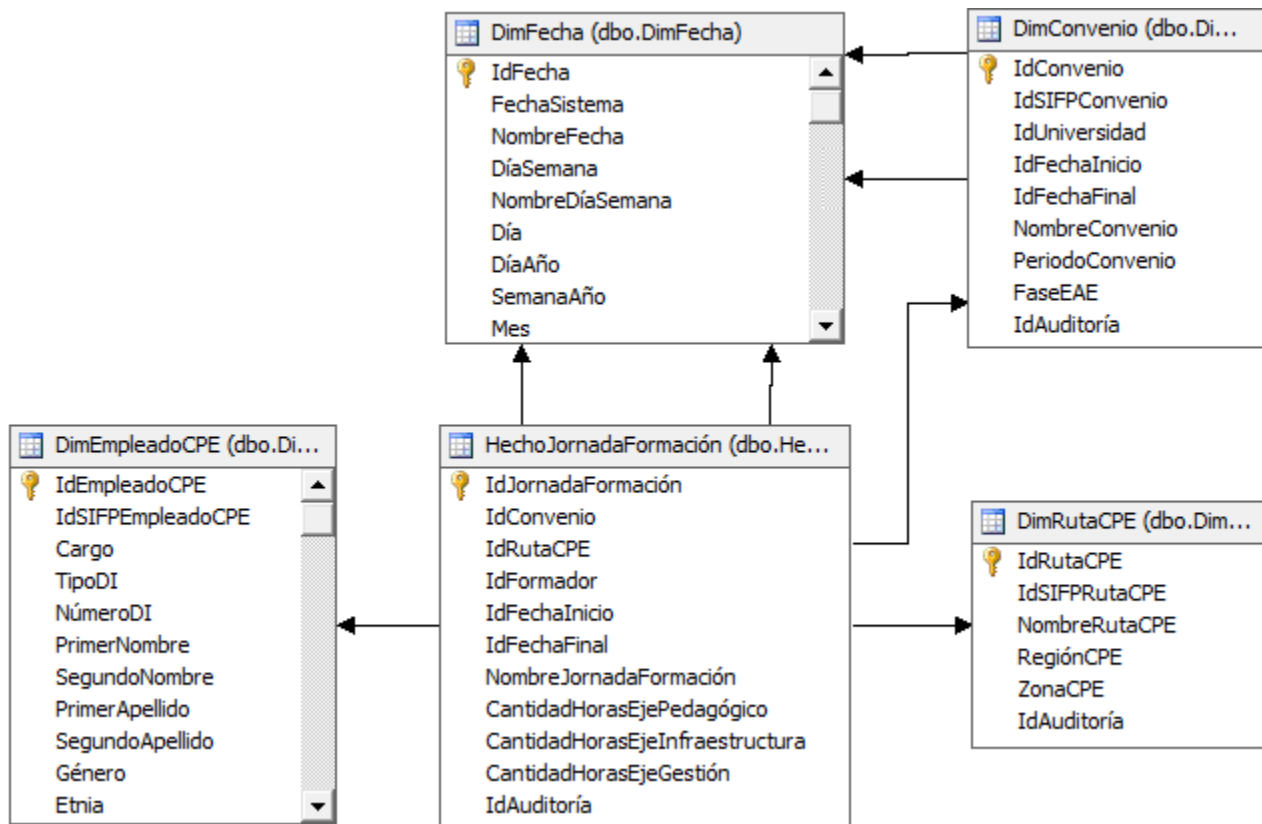 DimFecha (dbo.DimFecha)
IdFecha
FechaSistema
NombreFecha
DíaSemana
NombreDíaSemana
Día
DíaAño
SemanaAño
Mes
DimConvenio (dbo.Di...
IdConvenio
IdSIFPConvenio
IdUniversidad
IdFechaInicio
IdFechaFinal
NombreConvenio
PeriodoConvenio
FaseEAE
IdAuditoría
DimEmpleadoCPE (dbo.Di...
IdEmpleadoCPE
IdSIFPEmpleadoCPE
Cargo
TipoDI
NúmeroDI
PrimerNombre
SegundoNombre
PrimerApellido
SegundoApellido
Género
Etnia
HechoJornadaFormación (dbo.He...
IdJornadaFormación
IdConvenio
IdRutaCPE
IdFormador
IdFechaInicio
IdFechaFinal
NombreJornadaFormación
CantidadHorasEjePedagógico
CantidadHorasEjeInfraestructura
CantidadHorasEjeGestión
IdAuditoría
DimRutaCPE (dbo.Dim...
IdRutaCPE
IdSIFPRutaCPE
NombreRutaCPE
RegiónCPE
ZonaCPE
IdAuditoría